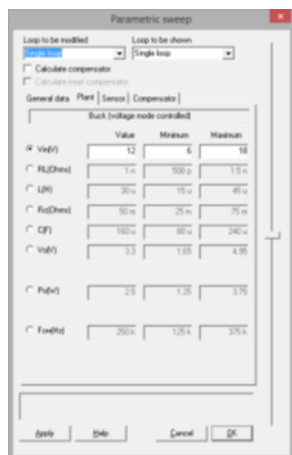 Parametric sweep
Loop to be modified Loop to be shown
Single loop Single loop
Calculate compensator
Calculate inner compensator
General data Plant Sensor Compensator
Buck (voltage mode controlled)
Value Minimum Maximum
Vin(V) 12 6 18
RL(Ohms) 1 n 500 p 1.5 n
L(H) 30 u 15 u 45 u
Rc(Ohms) 50 m 25 m 75 m
C(F) 160 u 80 u 240 u
Vo(V) 3.3 1.65 4.95
Po(W) 2.5 1.25 3.75
Fsw(Hz) 250 k 125 k 375 k
Apply Help Cancel OK